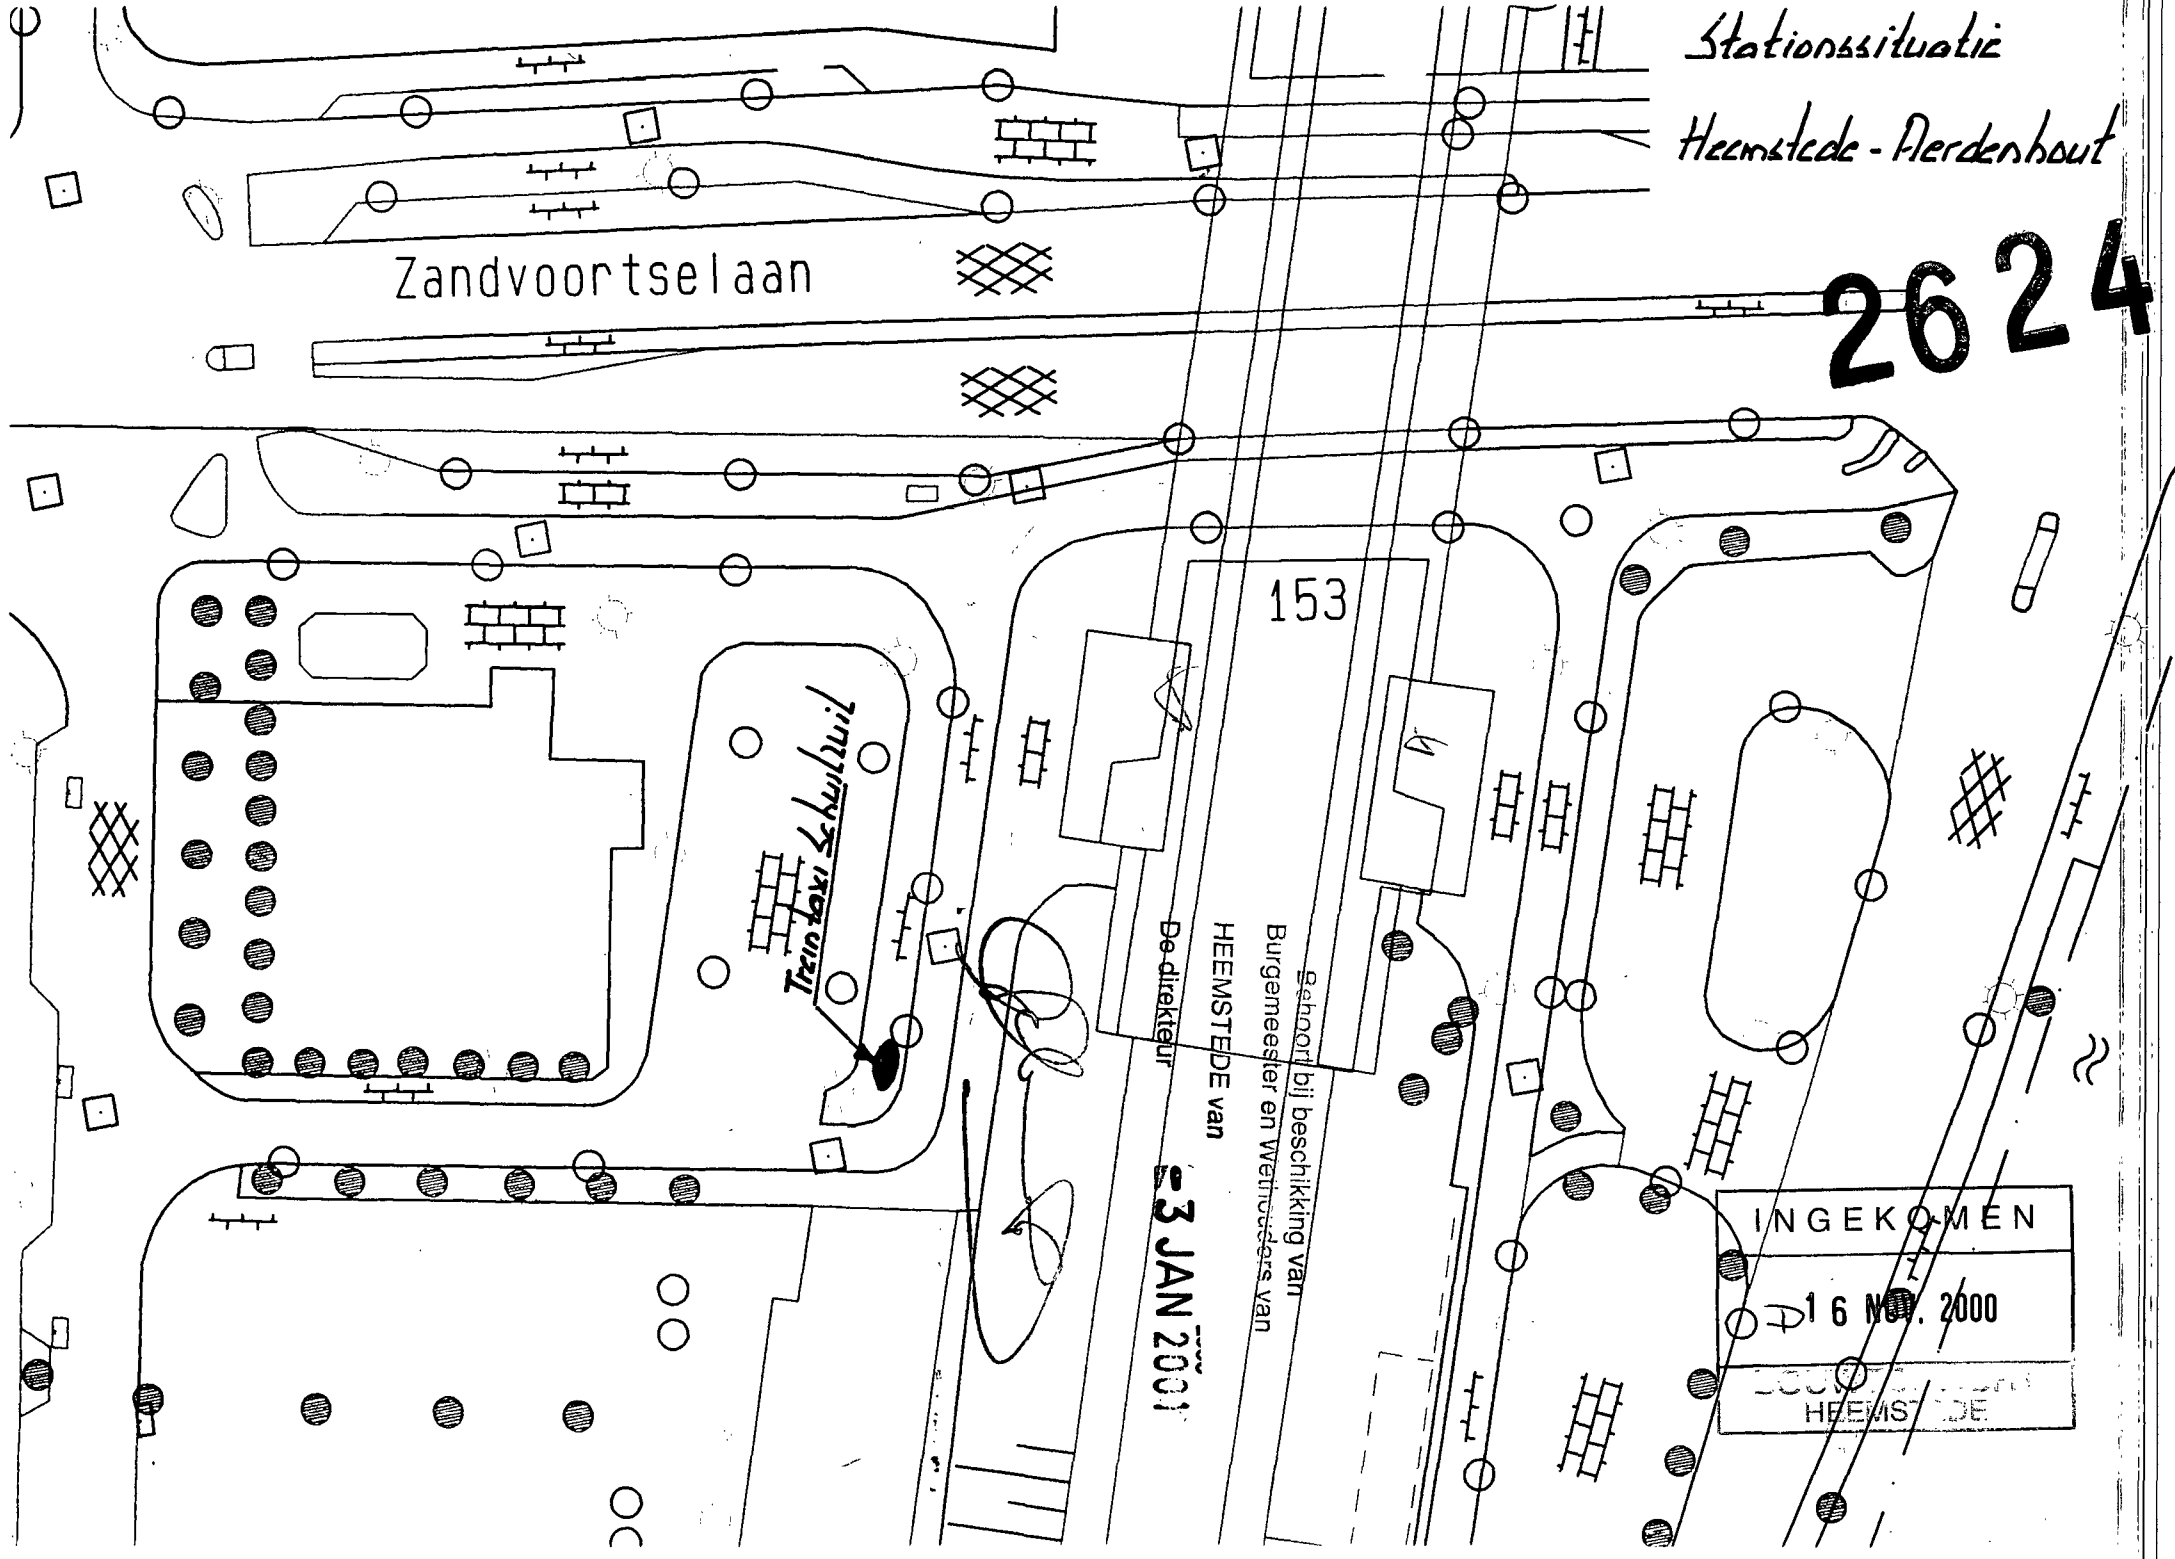 Stationssituatie
Heemstede - Aerdenhout
2624
Zandvoortselaan
153
Treintaxi
Behoort bij beschikking van
Burgemeester en Wethouders van
HEEMSTEDE van
De direkteur
-3 JAN 2001
INGEKOMEN
16 NOV. 2000
HEEMSTEDE